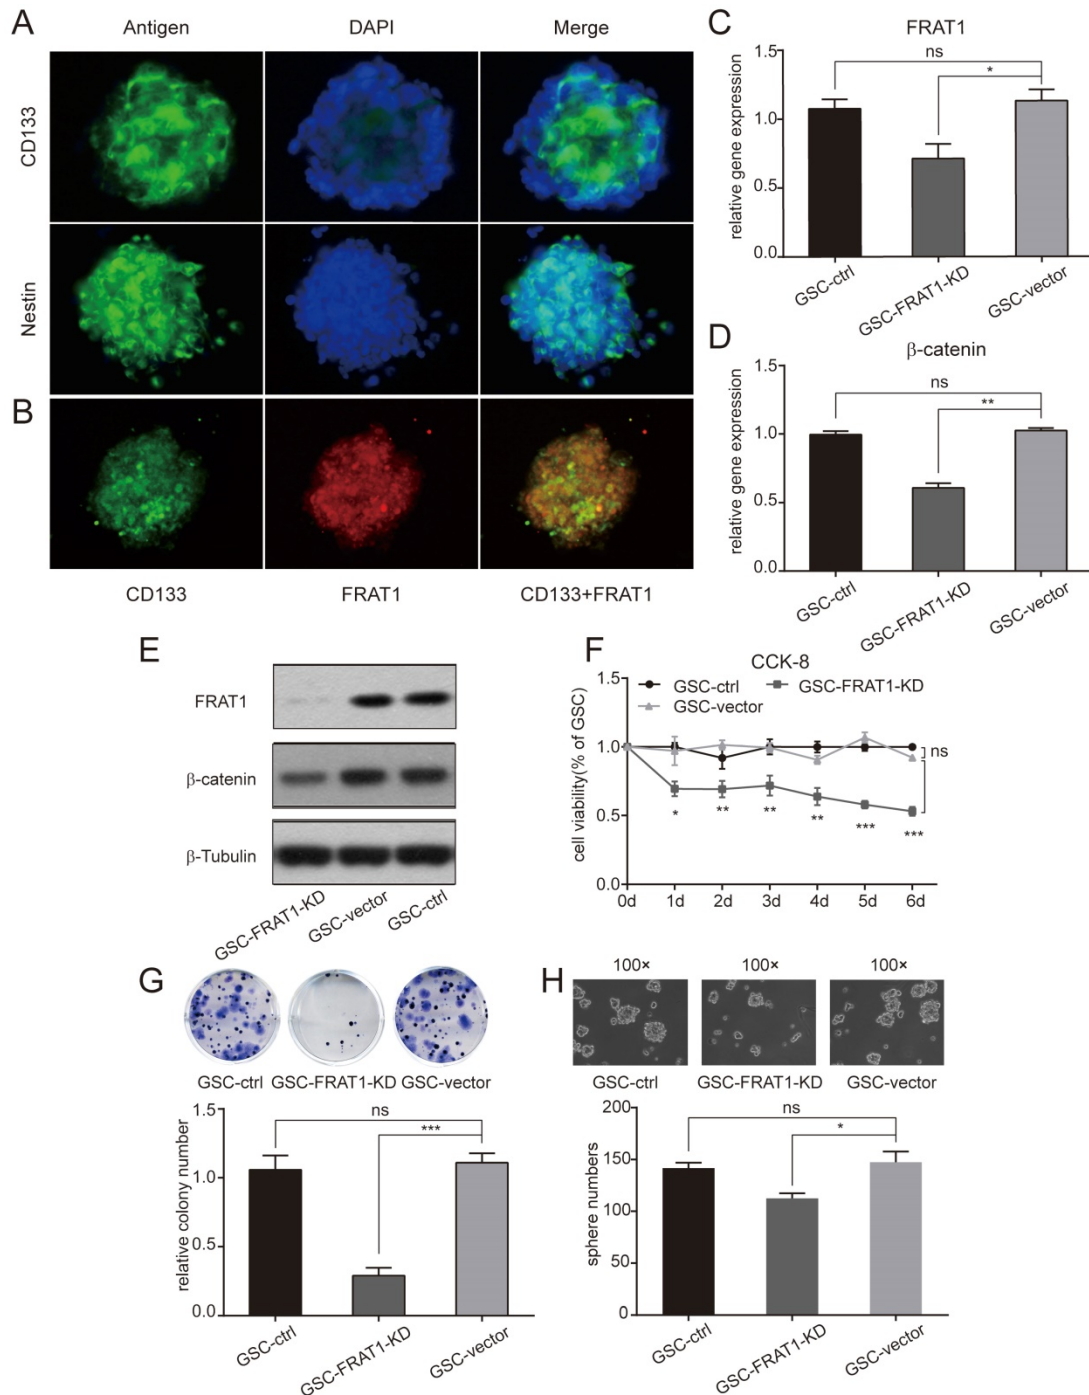 A
Antigen DAPI Merge
CD133
Nestin
B
CD133 FRAT1 CD133+FRAT1
C
FRAT1
relative gene expression
1.5
1.0
0.5
0.0
ns
*
GSC-ctrl
GSC-FRAT1-KD
GSC-vector
D
β-catenin
relative gene expression
1.5
1.0
0.5
0.0
ns
**
GSC-ctrl
GSC-FRAT1-KD
GSC-vector
E
FRAT1
β-catenin
β-Tubulin
GSC-FRAT1-KD
GSC-vector
GSC-ctrl
F
CCK-8
GSC-ctrl GSC-FRAT1-KD
GSC-vector
cell viability(% of GSC)
1.5
1.0
0.5
0.0
ns
* ** ** ** *** ***
0d 1d 2d 3d 4d 5d 6d
G
GSC-ctrl GSC-FRAT1-KD GSC-vector
relative colony number
1.5
1.0
0.5
0.0
ns
***
GSC-ctrl
GSC-FRAT1-KD
GSC-vector
H
100× 100× 100×
GSC-ctrl GSC-FRAT1-KD GSC-vector
sphere numbers
200
150
100
50
0
ns
*
GSC-ctrl
GSC-FRAT1-KD
GSC-vector